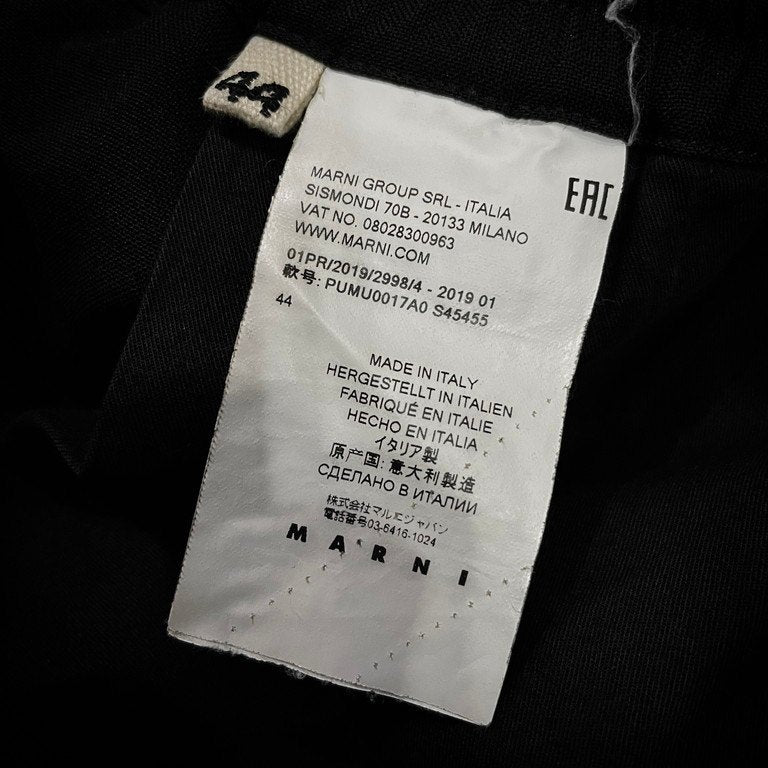 44
EAC
MARNI GROUP SRL - ITALIA
SISMONDI 70B - 20133 MILANO
VAT NO. 08028300963
WWW.MARNI.COM
01PR/2019/2998/4 - 2019 01
款号: PUMU0017A0 S45455
44
MADE IN ITALY
HERGESTELLT IN ITALIEN
FABRIQUÉ EN ITALIE
HECHO EN ITALIA
イタリア製
原产国: 意大利製造
СДЕЛАНО В ИТАЛИИ
株式会社マルニジャパン
電話番号03-6416-1024
MARNI